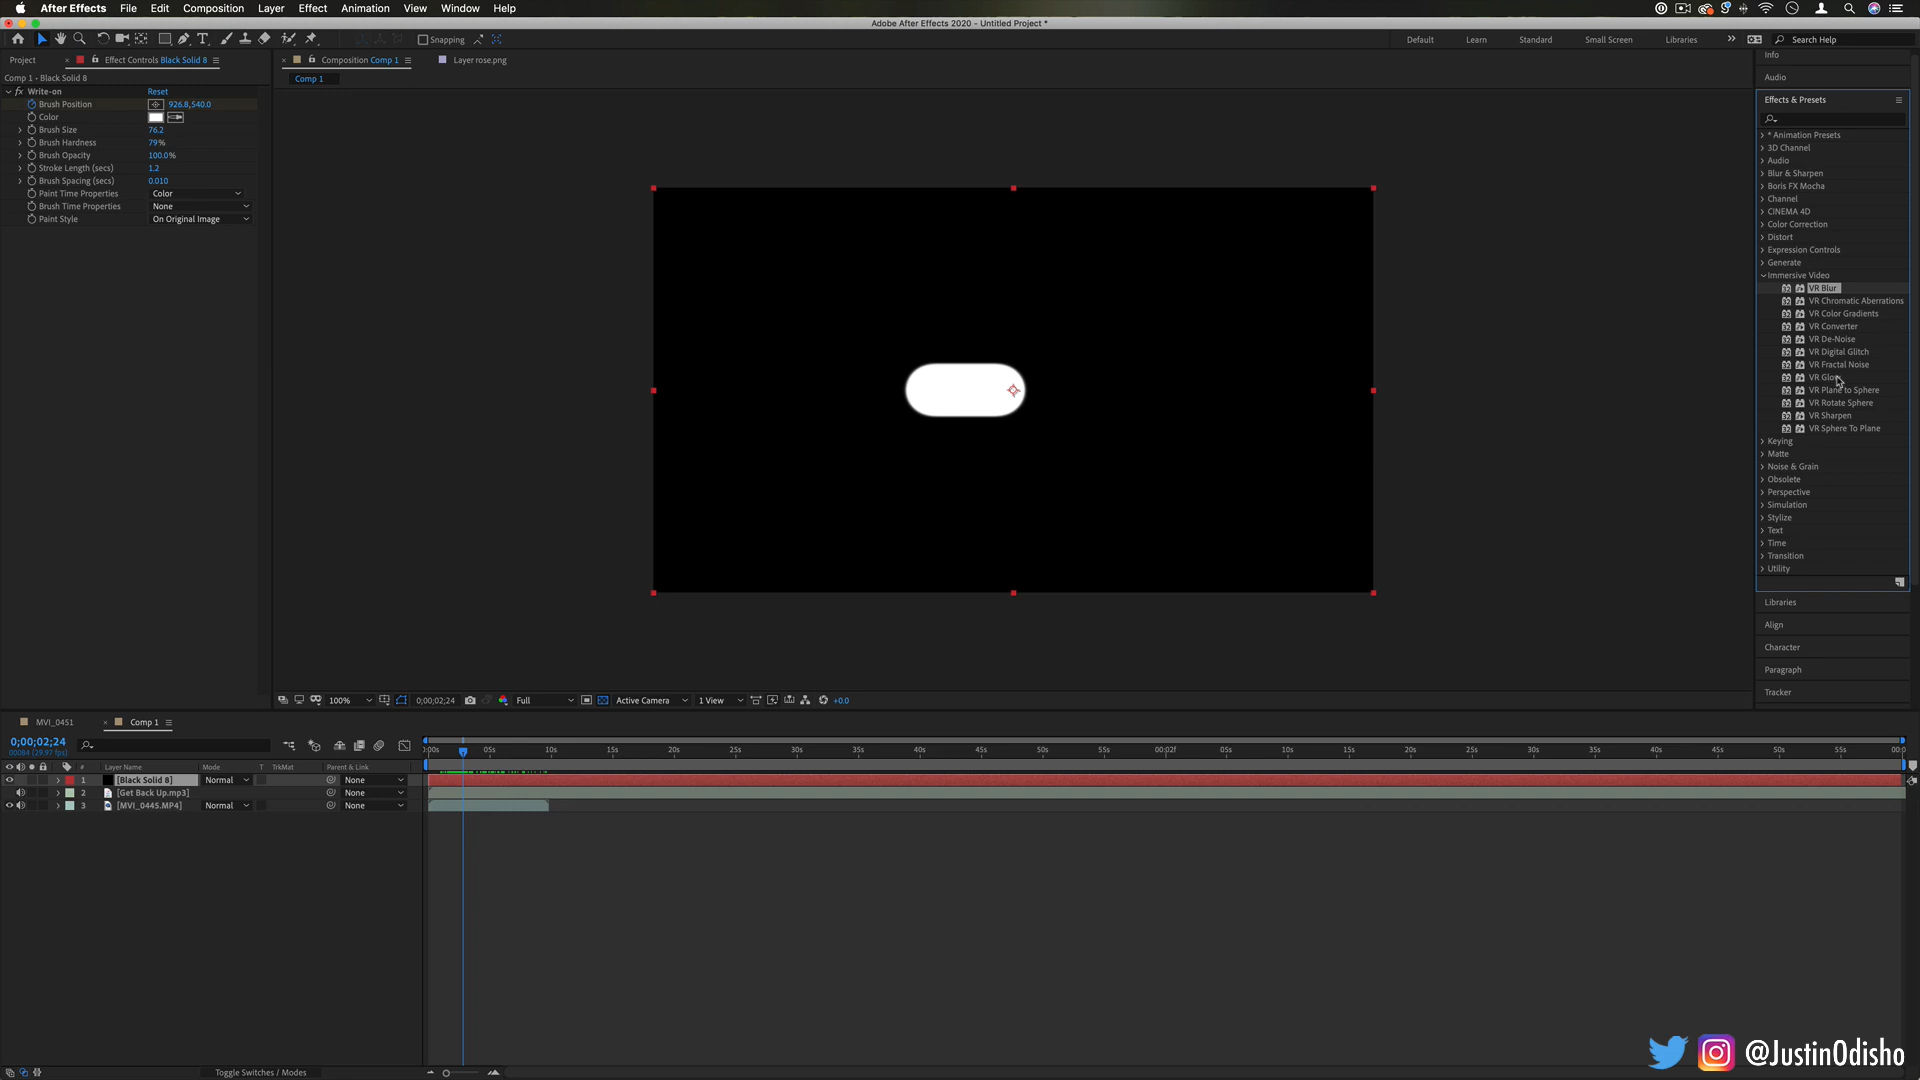 After Effects File Edit Composition Layer Effect Animation View Window Help
Adobe After Effects 2020 - Untitled Project *
Snapping
Default Learn Standard Small Screen Libraries Search Help
Project Effect Controls Black Solid 8
Composition Comp 1 Layer rose.png
Comp 1 • Black Solid 8
Comp 1
fx Write-on Reset
Brush Position 926.8,540.0
Color
Brush Size 76.2
Brush Hardness 79%
Brush Opacity 100.0%
Stroke Length (secs) 1.2
Brush Spacing (secs) 0.010
Paint Time Properties Color
Brush Time Properties None
Paint Style On Original Image
Info
Audio
Effects & Presets
* Animation Presets
3D Channel
Audio
Blur & Sharpen
Boris FX Mocha
Channel
CINEMA 4D
Color Correction
Distort
Expression Controls
Generate
Immersive Video
VR Blur
VR Chromatic Aberrations
VR Color Gradients
VR Converter
VR De-Noise
VR Digital Glitch
VR Fractal Noise
VR Glow
VR Plane to Sphere
VR Rotate Sphere
VR Sharpen
VR Sphere To Plane
Keying
Matte
Noise & Grain
Obsolete
Perspective
Simulation
Stylize
Text
Time
Transition
Utility
Libraries
Align
Character
Paragraph
Tracker
100% 0;00;02;24 Full Active Camera 1 View +0.0
MVI_0451 Comp 1
0;00;02;24
00084 (29.97 fps)
:00s 05s 10s 15s 20s 25s 30s 35s 40s 45s 50s 55s 00:02f 05s 10s 15s 20s 25s 30s 35s 40s 45s 50s 55s 00:0
# Layer Name Mode T TrkMat Parent & Link
1 [Black Solid 8] Normal None
2 [Get Back Up.mp3] None
3 [MVI_0445.MP4] Normal None
Toggle Switches / Modes
@JustinOdisho